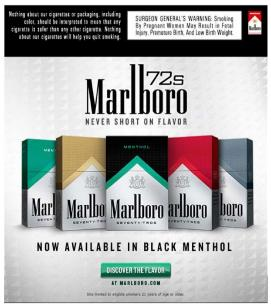 Nothing about our cigarettes or packaging, including
color, should be interpreted to mean that any
cigarette is safer than any other cigarette. Nothing
about our cigarettes will help you quit smoking.
SURGEON GENERAL'S WARNING: Smoking
By Pregnant Women May Result in Fetal
Injury, Premature Birth, And Low Birth Weight.
72s
Marlboro
NEVER SHORT ON FLAVOR
MENTHOL
Marl
Marlboro
Marlboro
Marlboro
boro
SEVENTY-TWOS
SEVENTY-TWOS
SEVENTY-TWOS
NOW AVAILABLE IN BLACK MENTHOL
DISCOVER THE FLAVOR
AT MARLBORO.COM
Site limited to eligible smokers 21 years of age or older.